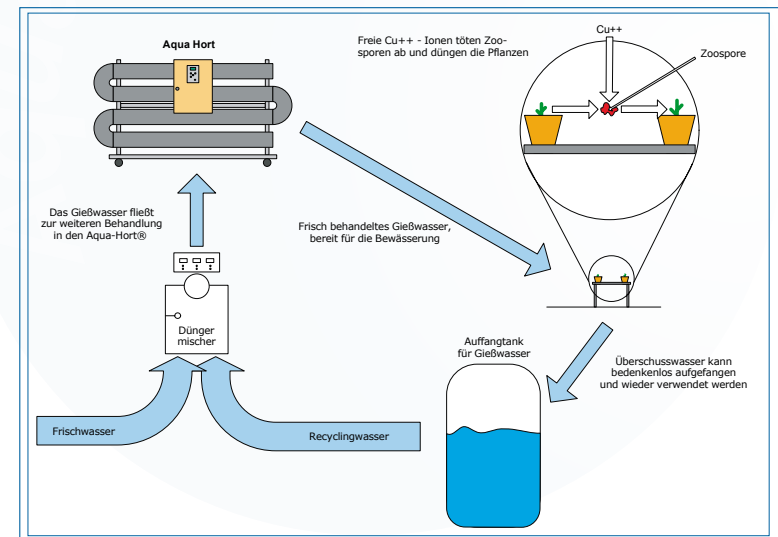 Aqua Hort
Freie Cu++ - Ionen töten Zoo-
sporen ab und düngen die Pflanzen
Cu++
Zoospore
Das Gießwasser fließt
zur weiteren Behandlung
in den Aqua-Hort®
Frisch behandeltes Gießwasser,
bereit für die Bewässerung
Dünger
mischer
Auffangtank
für Gießwasser
Überschusswasser kann
bedenkenlos aufgefangen
und wieder verwendet werden
Frischwasser
Recyclingwasser